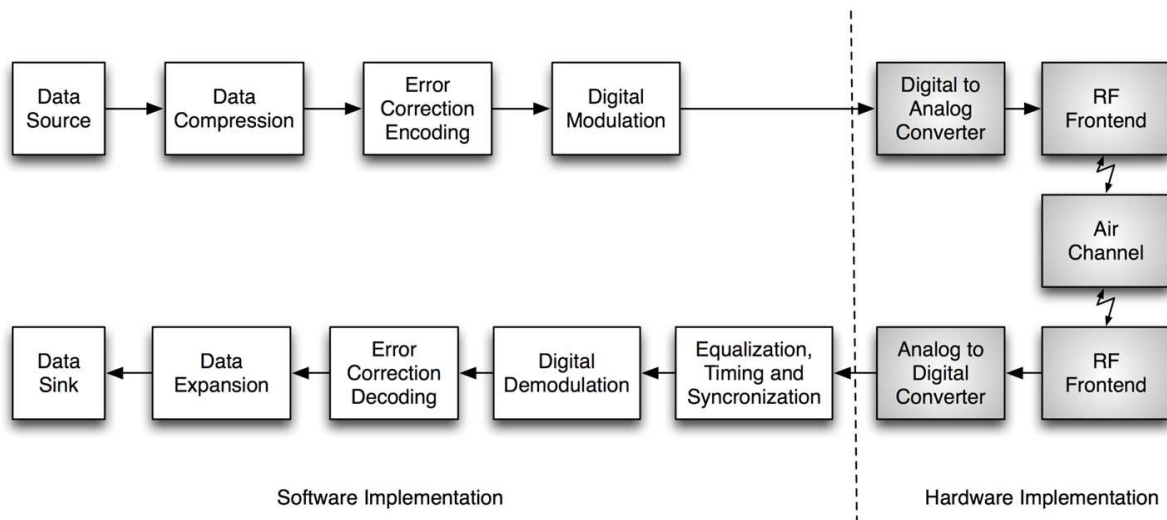 Data
Source
Data
Compression
Error
Correction
Encoding
Digital
Modulation
Digital to
Analog
Converter
RF
Frontend
Air
Channel
Data
Sink
Data
Expansion
Error
Correction
Decoding
Digital
Demodulation
Equalization,
Timing and
Syncronization
Analog to
Digital
Converter
RF
Frontend
Software Implementation
Hardware Implementation